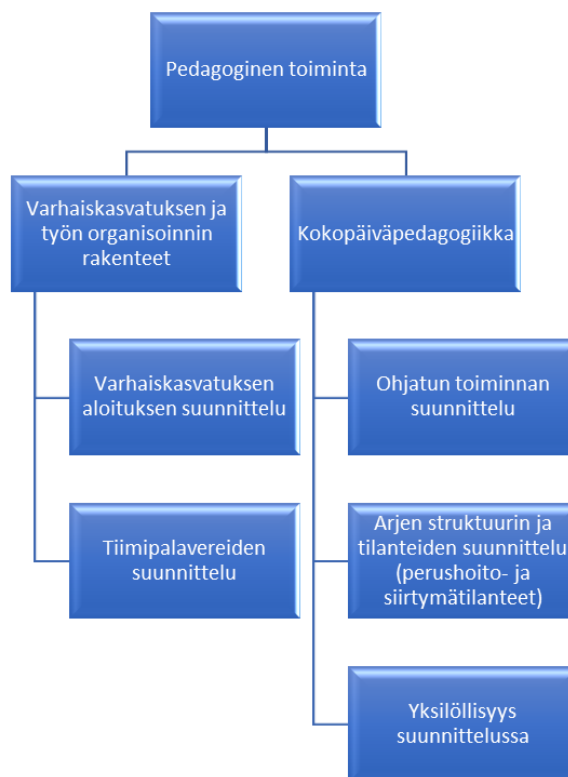 Pedagoginen toiminta
Varhaiskasvatuksen ja
työn organisoinnin
rakenteet
Kokopäiväpedagogiikka
Varhaiskasvatuksen
aloituksen suunnittelu
Ohjatun toiminnan
suunnittelu
Tiimipalavereiden
suunnittelu
Arjen struktuurin ja
tilanteiden suunnittelu
(perushoito- ja
siirtymätilanteet)
Yksilöllisyys
suunnittelussa